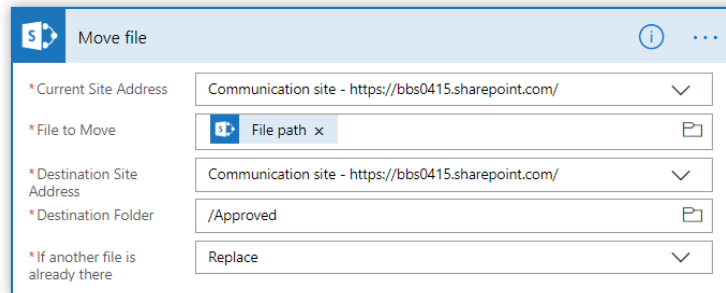 Move file
*Current Site Address
Communication site - https://bbs0415.sharepoint.com/
*File to Move
File path ×
*Destination Site
Address
Communication site - https://bbs0415.sharepoint.com/
*Destination Folder
/Approved
*If another file is
already there
Replace